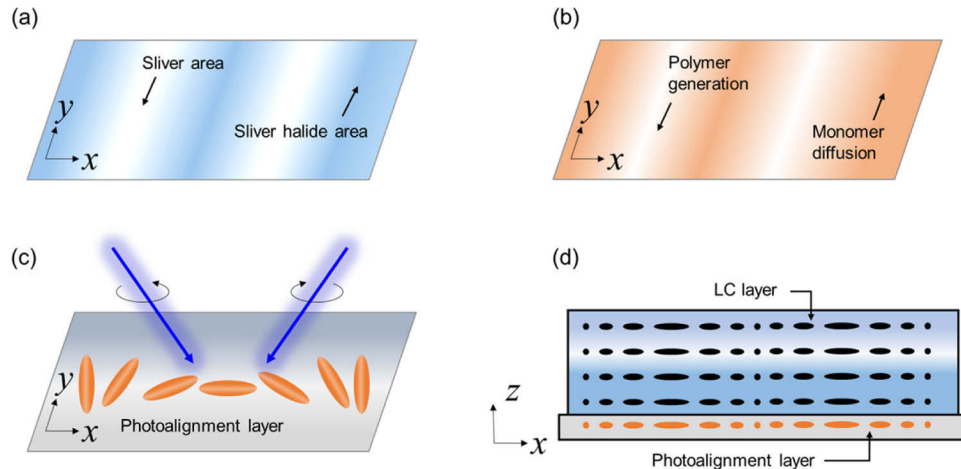 (a)
Sliver area
Sliver halide area
y
x
(b)
Polymer
generation
Monomer
diffusion
y
x
(c)
y
x
Photoalignment layer
(d)
LC layer
z
x
Photoalignment layer